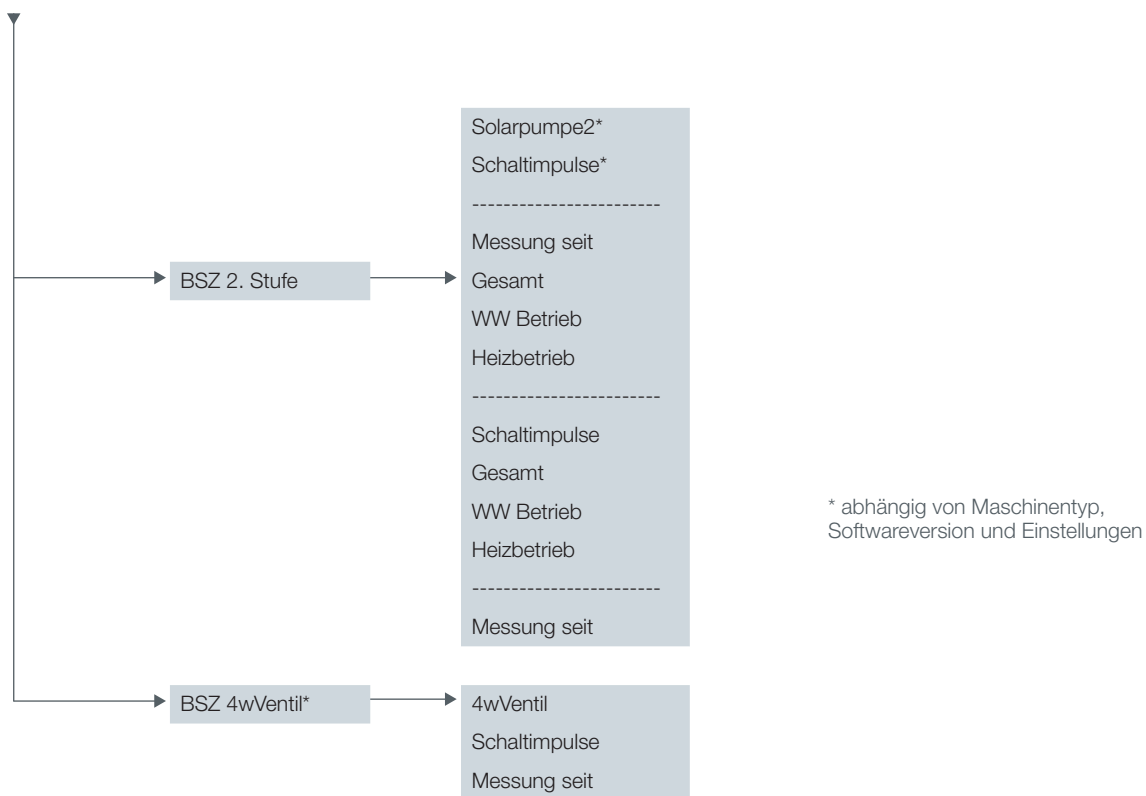 BSZ 2. Stufe
Solarpumpe2*
Schaltimpulse*
------------------------
Messung seit
Gesamt
WW Betrieb
Heizbetrieb
------------------------
Schaltimpulse
Gesamt
WW Betrieb
Heizbetrieb
------------------------
Messung seit
* abhängig von Maschinentyp,
Softwareversion und Einstellungen
BSZ 4wVentil*
4wVentil
Schaltimpulse
Messung seit